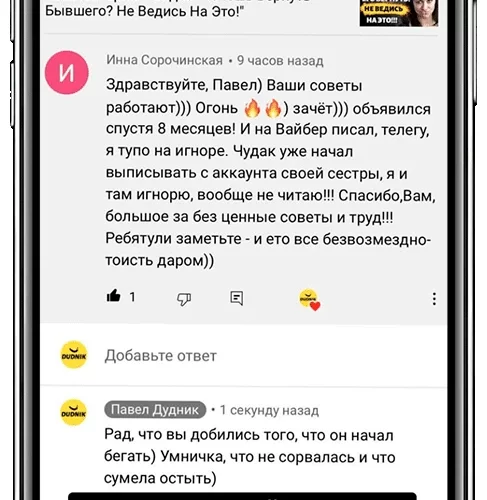 Бывшего? Не Ведись На Это!"
НЕ ВЕДИСЬ
НА ЭТО!!!
И
Инна Сорочинская • 9 часов назад
Здравствуйте, Павел) Ваши советы
работают))) Огонь 🔥🔥) зачёт))) объявился
спустя 8 месяцев! И на Вайбер писал, телегу,
я тупо на игноре. Чудак уже начал
выписывать с аккаунта своей сестры, я и
там игнорю, вообще не читаю!!! Спасибо,Вам,
большое за без ценные советы и труд!!!
Ребятули заметьте - и ето все безвозмездно-
тоисть даром))
1
DUDNIK
DUDNIK
Добавьте ответ
DUDNIK
Павел Дудник • 1 секунду назад
Рад, что вы добились того, что он начал
бегать) Умничка, что не сорвалась и что
сумела остыть)